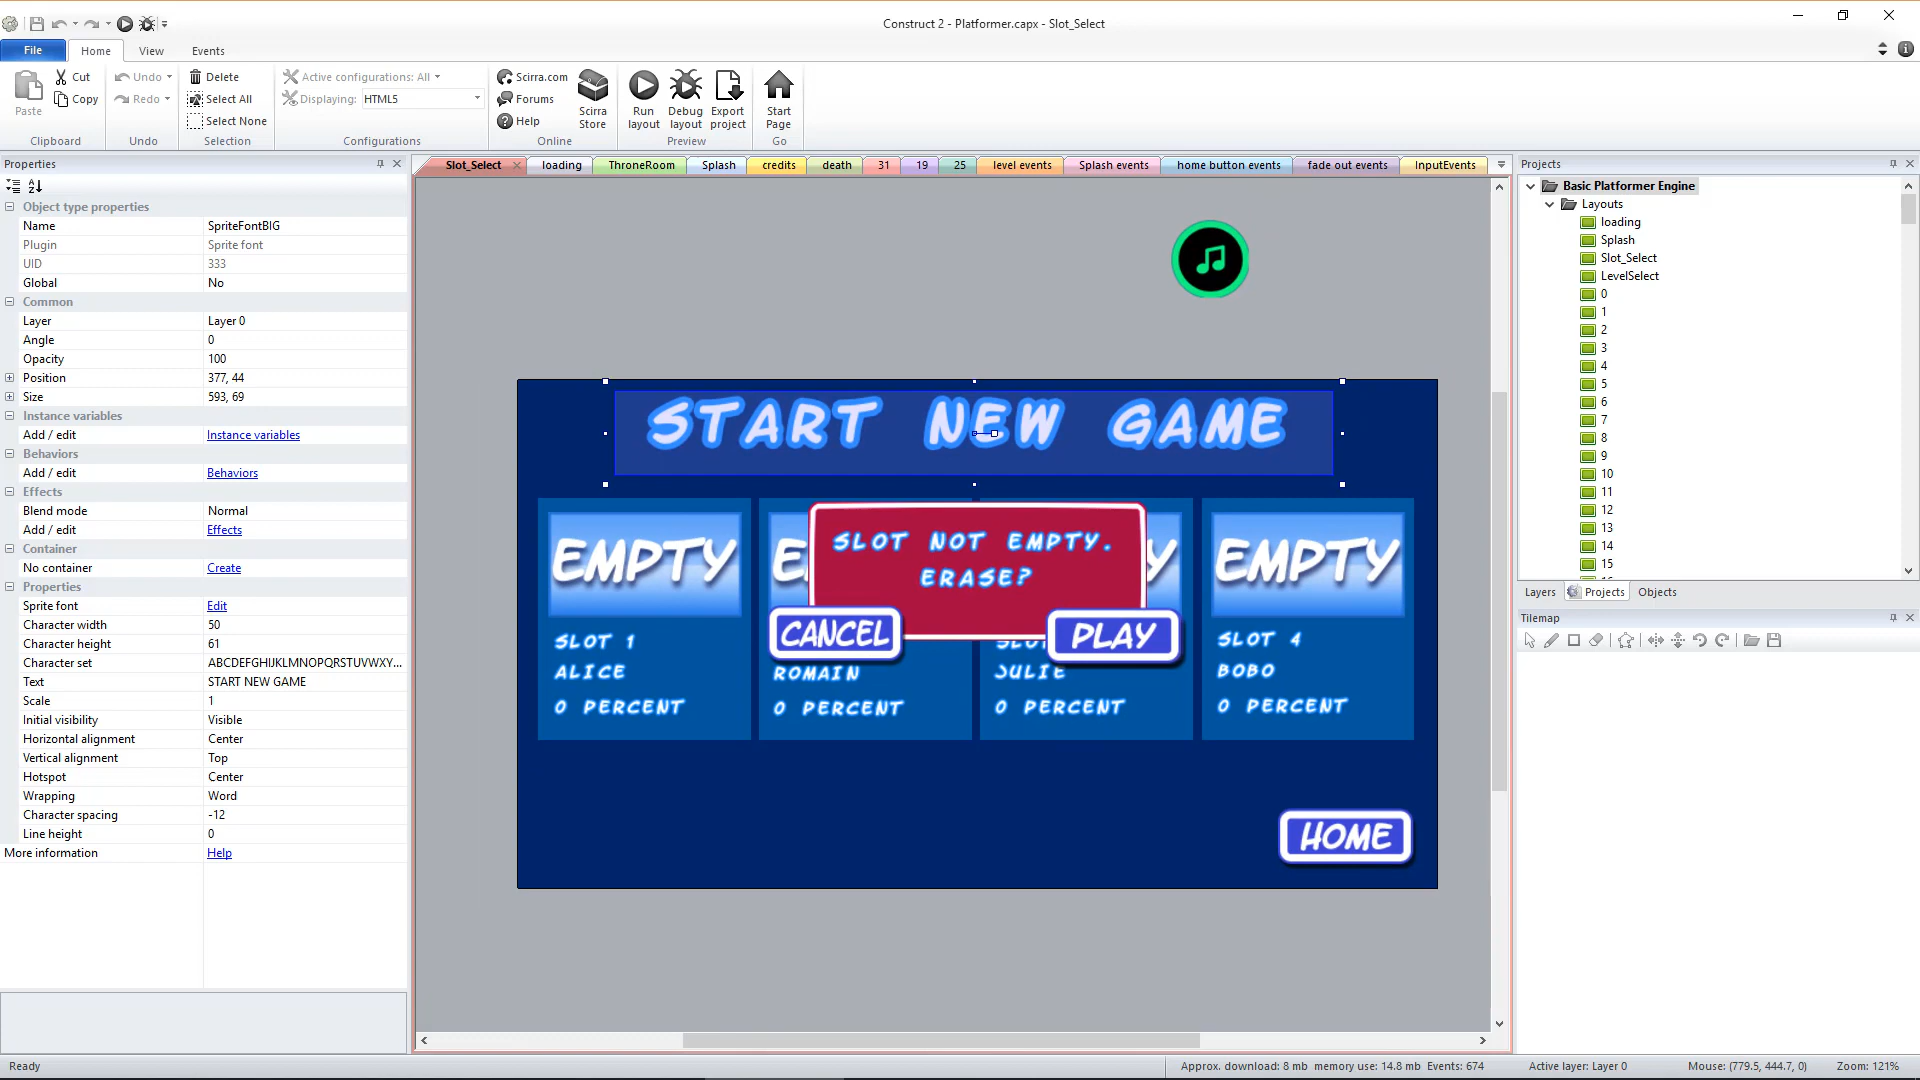 Construct 2 - Platformer.capx - Slot_Select
File Home View Events
Paste
Cut
Copy
Clipboard
Undo
Redo
Undo
Delete
Select All
Select None
Selection
Active configurations: All
Displaying: HTML5
Configurations
Scirra.com
Forums
Help
Scirra Store
Online
Run layout
Debug layout
Export project
Preview
Start Page
Go
Properties
Slot_Select loading ThroneRoom Splash credits death 31 19 25 level events Splash events home button events fade out events InputEvents
Projects
Object type properties
Name SpriteFontBIG
Plugin Sprite font
UID 333
Global No
Common
Layer Layer 0
Angle 0
Opacity 100
Position 377, 44
Size 593, 69
Instance variables
Add / edit Instance variables
Behaviors
Add / edit Behaviors
Effects
Blend mode Normal
Add / edit Effects
Container
No container Create
Properties
Sprite font Edit
Character width 50
Character height 61
Character set ABCDEFGHIJKLMNOPQRSTUVWXY...
Text START NEW GAME
Scale 1
Initial visibility Visible
Horizontal alignment Center
Vertical alignment Top
Hotspot Center
Wrapping Word
Character spacing -12
Line height 0
More information Help
START NEW GAME
SLOT NOT EMPTY.
ERASE?
CANCEL PLAY
EMPTY
SLOT 1
ALICE
0 PERCENT
ROMAIN
0 PERCENT
JULIE
0 PERCENT
EMPTY
SLOT 4
BOBO
0 PERCENT
HOME
Basic Platformer Engine
Layouts
loading
Splash
Slot_Select
LevelSelect
0
1
2
3
4
5
6
7
8
9
10
11
12
13
14
15
Layers Projects Objects
Tilemap
Ready
Approx. download: 8 mb memory use: 14.8 mb Events: 674
Active layer: Layer 0
Mouse: (779.5, 444.7, 0)
Zoom: 121%